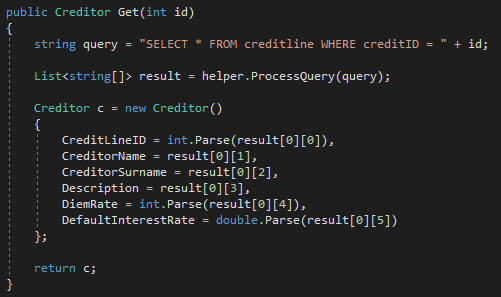 public Creditor Get(int id)
{
string query = "SELECT * FROM creditline WHERE creditID = " + id;
List<string[]> result = helper.ProcessQuery(query);
Creditor c = new Creditor()
{
CreditLineID = int.Parse(result[0][0]),
CreditorName = result[0][1],
CreditorSurname = result[0][2],
Description = result[0][3],
DiemRate = int.Parse(result[0][4]),
DefaultInterestRate = double.Parse(result[0][5])
};
return c;
}